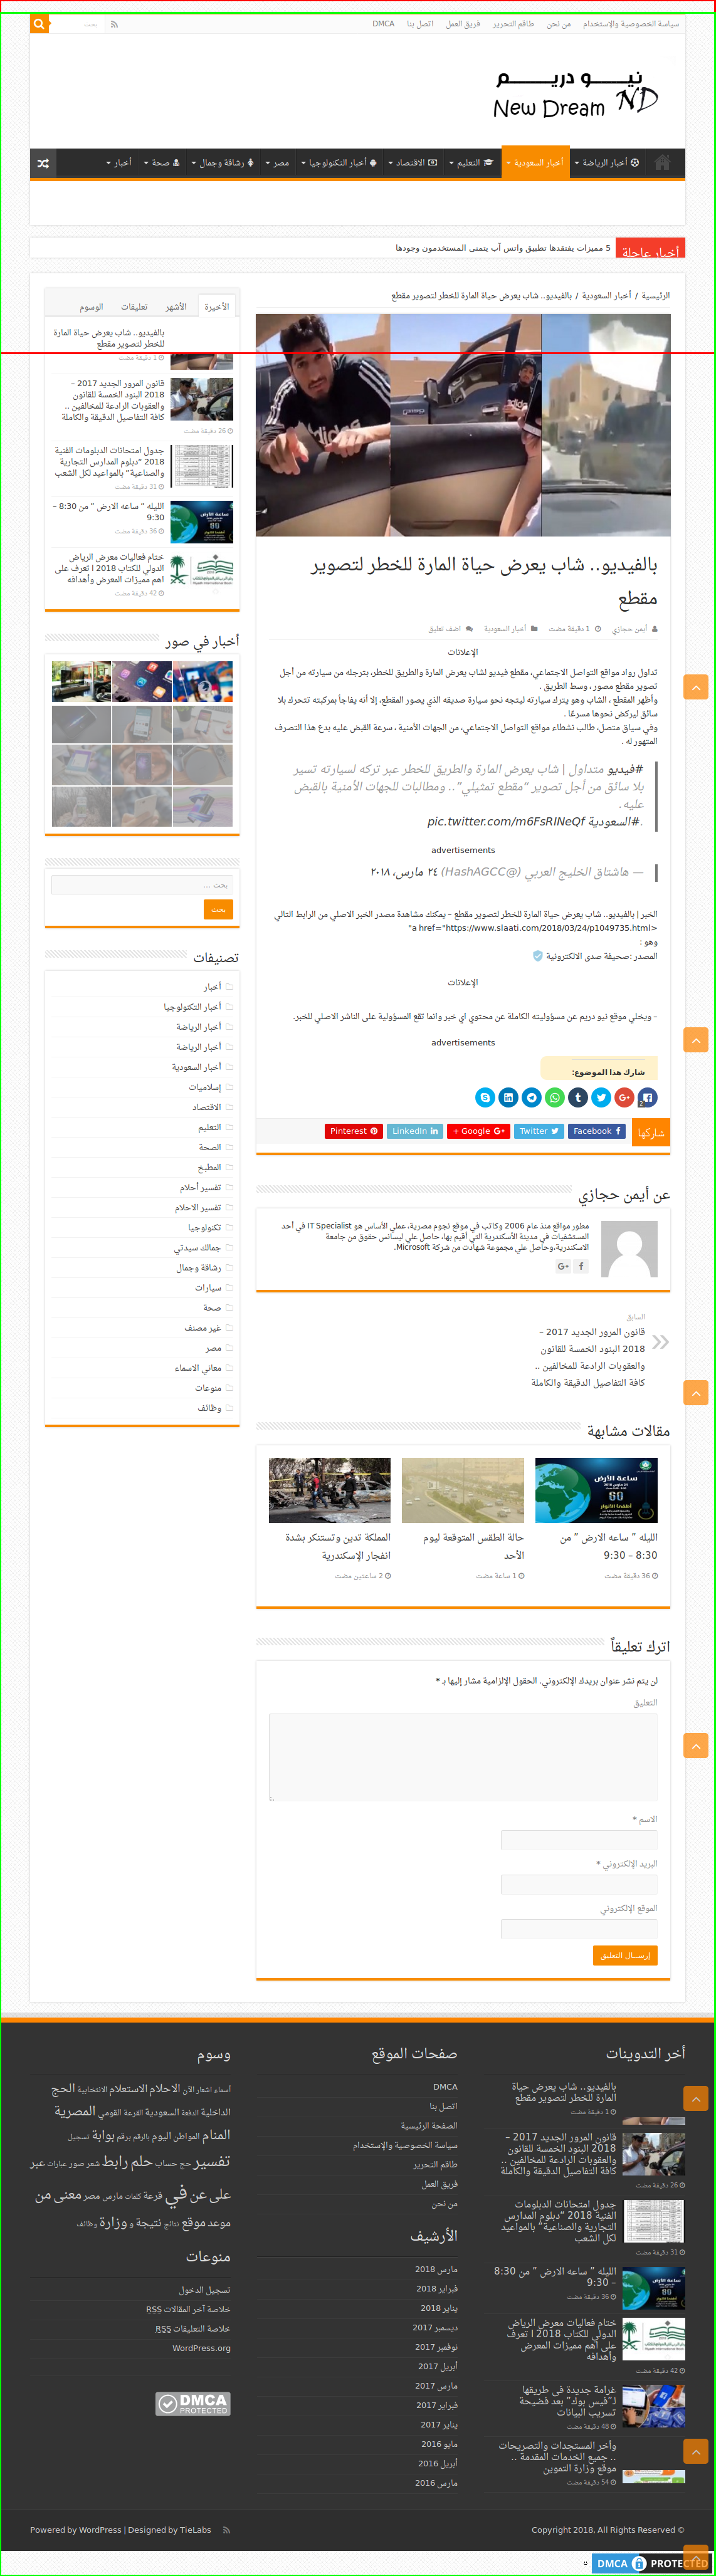 سياسة الخصوصية والإستخدام
من نحن
طاقم التحرير
فريق العمل
اتصل بنا
DMCA
بحث
نيو دريم
New Dream ND
أخبار الرياضة
أخبار السعودية
التعليم
الاقتصاد
أخبار التكنولوجيا
مصر
رشاقة وجمال
صحة
أخبار
أخبار عاجلة
5 مميزات يفتقدها تطبيق واتس آب يتمنى المستخدمون وجودها
الرئيسية / أخبار السعودية / بالفيديو.. شاب يعرض حياة المارة للخطر لتصوير مقطع
بالفيديو.. شاب يعرض حياة المارة للخطر لتصوير
مقطع
أيمن حجازي
1 دقيقة مضت
أخبار السعودية
اضف تعليق
الإعلانات
تداول رواد مواقع التواصل الاجتماعي، مقطع فيديو لشاب يعرض المارة والطريق للخطر، بترجله من سيارته من أجل
تصوير مقطع مصور ، وسط الطريق .
وأظهر المقطع ، الشاب وهو يترك سيارته ليتجه نحو سيارة صديقه الذي يصور المقطع، إلا أنه يفاجأ بمركبته تتحرك بلا
سائق ليركض نحوها مسرعًا .
وفي سياق متصل، طالب نشطاء مواقع التواصل الاجتماعي، من الجهات الأمنية ، سرعة القبض عليه بدع هذا التصرف
المتهور له .
#فيديو متداول | شاب يعرض المارة والطريق للخطر عبر تركه لسيارته تسير
بلا سائق من أجل تصوير "مقطع تمثيلي".. ومطالبات للجهات الأمنية بالقبض
عليه.
.#السعودية pic.twitter.com/m6FsRINeQf
advertisements
— هاشتاق الخليج العربي (@HashAGCC) ٢٤ مارس، ٢٠١٨
الخبر | بالفيديو.. شاب يعرض حياة المارة للخطر لتصوير مقطع – يمكنك مشاهدة مصدر الخبر الاصلي من الرابط التالي
<a href="https://www.slaati.com/2018/03/24/p1049735.html"
وهو :
المصدر :صحيفة صدى الالكترونية
الإعلانات
– ويخلي موقع نيو دريم عن مسؤوليته الكاملة عن محتوي اي خبر وانما تقع المسؤولية على الناشر الاصلي للخبر.
advertisements
شارك هذا الموضوع:
2
شاركها
Facebook
Twitter
Google +
LinkedIn
Pinterest
عن أيمن حجازي
مطور مواقع منذ عام 2006 وكاتب في موقع نجوم مصرية، عملي الأساس هو IT Specialist في أحد
المستشفيات في مدينة الأسكندرية التي أقيم بها، حاصل علي ليسانس حقوق من جامعة
الاسكندرية،وحاصل علي مجموعة شهادت من شركة Microsoft.
السابق
قانون المرور الجديد 2017 –
2018 البنود الخمسة للقانون
والعقوبات الرادعة للمخالفين ..
كافة التفاصيل الدقيقة والكاملة
مقالات مشابهة
الليله " ساعه الارض " من
8:30 – 9:30
36 دقيقة مضت
حالة الطقس المتوقعة ليوم
الأحد
1 ساعة مضت
المملكة تدين وتستنكر بشدة
انفجار الإسكندرية
2 ساعتين مضت
اترك تعليقاً
لن يتم نشر عنوان بريدك الإلكتروني. الحقول الإلزامية مشار إليها بـ *
التعليق
الاسم *
البريد الإلكتروني *
الموقع الإلكتروني
إرسال التعليق
الأخيرة
الأشهر
تعليقات
الوسوم
بالفيديو.. شاب يعرض حياة المارة
للخطر لتصوير مقطع
1 دقيقة مضت
قانون المرور الجديد 2017 –
2018 البنود الخمسة للقانون
والعقوبات الرادعة للمخالفين ..
كافة التفاصيل الدقيقة والكاملة
26 دقيقة مضت
جدول امتحانات الدبلومات الفنية
2018 "دبلوم المدارس التجارية
والصناعية" بالمواعيد لكل الشعب
31 دقيقة مضت
الليله " ساعه الارض " من 8:30 –
9:30
36 دقيقة مضت
ختام فعاليات معرض الرياض
الدولي للكتاب 2018 | تعرف على
اهم مميزات المعرض وأهدافه
42 دقيقة مضت
أخبار في صور
بحث ...
بحث
تصنيفات
أخبار
أخبار التكنولوجيا
أخبار الرياضة
أخبار الرياضة
أخبار السعودية
إسلاميات
الاقتصاد
التعليم
الصحة
المطبخ
تفسير أحلام
تفسير الاحلام
تكنولوجيا
جمالك سيدتي
رشاقة وجمال
سيارات
صحة
غير مصنف
مصر
معاني الاسماء
منوعات
وظائف
أخر التدوينات
بالفيديو.. شاب يعرض حياة
المارة للخطر لتصوير مقطع
1 دقيقة مضت
قانون المرور الجديد 2017 –
2018 البنود الخمسة للقانون
والعقوبات الرادعة للمخالفين ..
كافة التفاصيل الدقيقة والكاملة
26 دقيقة مضت
جدول امتحانات الدبلومات
الفنية 2018 "دبلوم المدارس
التجارية والصناعية" بالمواعيد
لكل الشعب
31 دقيقة مضت
الليله " ساعه الارض " من 8:30
– 9:30
36 دقيقة مضت
ختام فعاليات معرض الرياض
الدولي للكتاب 2018 | تعرف
على اهم مميزات المعرض
وأهدافه
42 دقيقة مضت
غرامة جديدة في طريقها
لـ"فيس بوك" بعد فضيحة
تسريب البيانات
48 دقيقة مضت
وأخر المستجدات والتصريحات
.. جميع الخدمات المقدمة ..
موقع وزارة التموين
54 دقيقة مضت
صفحات الموقع
DMCA
اتصل بنا
الصفحة الرئيسية
سياسة الخصوصية والإستخدام
طاقم التحرير
فريق العمل
من نحن
الأرشيف
مارس 2018
فبراير 2018
يناير 2018
ديسمبر 2017
نوفمبر 2017
أبريل 2017
مارس 2017
فبراير 2017
يناير 2017
مايو 2016
أبريل 2016
مارس 2016
وسوم
اسماء اشعار الآن الاحلام الاستعلام الانتخابية الحج
الداخلية الدفعة السعودية القرعة القومي المصرية
المنام المواطن اليوم بالرقم برقم بوابة تسجيل
تفسير حج حساب حلم رابط شعر صور عبارات عبر
على عن في قرعة كلمات مارس مصر معنى من
موعد موقع نتائج نتيجة و وزارة وظائف
منوعات
تسجيل الدخول
خلاصة آخر المقالات RSS
خلاصة التعليقات RSS
WordPress.org
DMCA
PROTECTED
Copyright 2018, All Rights Reserved ©
Powered by WordPress | Designed by TieLabs
DMCA PROTECTED